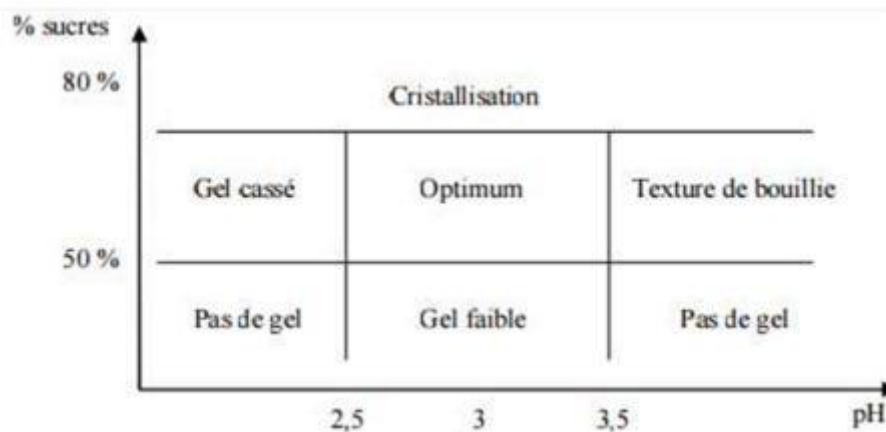 % sucres
80 %
Cristallisation
Gel cassé Optimum Texture de bouillie
50 %
Pas de gel Gel faible Pas de gel
2,5 3 3,5 pH